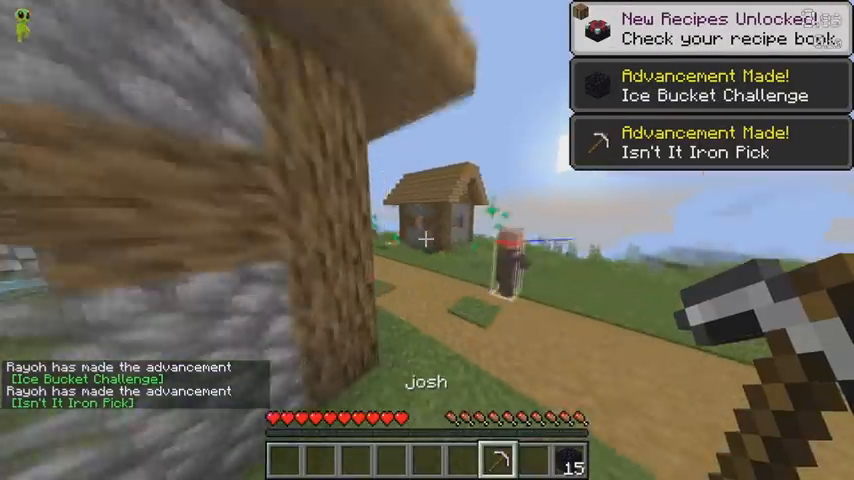 New Recipes Unlocked!
Check your recipe book
Advancement Made!
Ice Bucket Challenge
Advancement Made!
Isn't It Iron Pick
Rayoh has made the advancement
[Ice Bucket Challenge]
Rayoh has made the advancement
[Isn't It Iron Pick]
josh
15